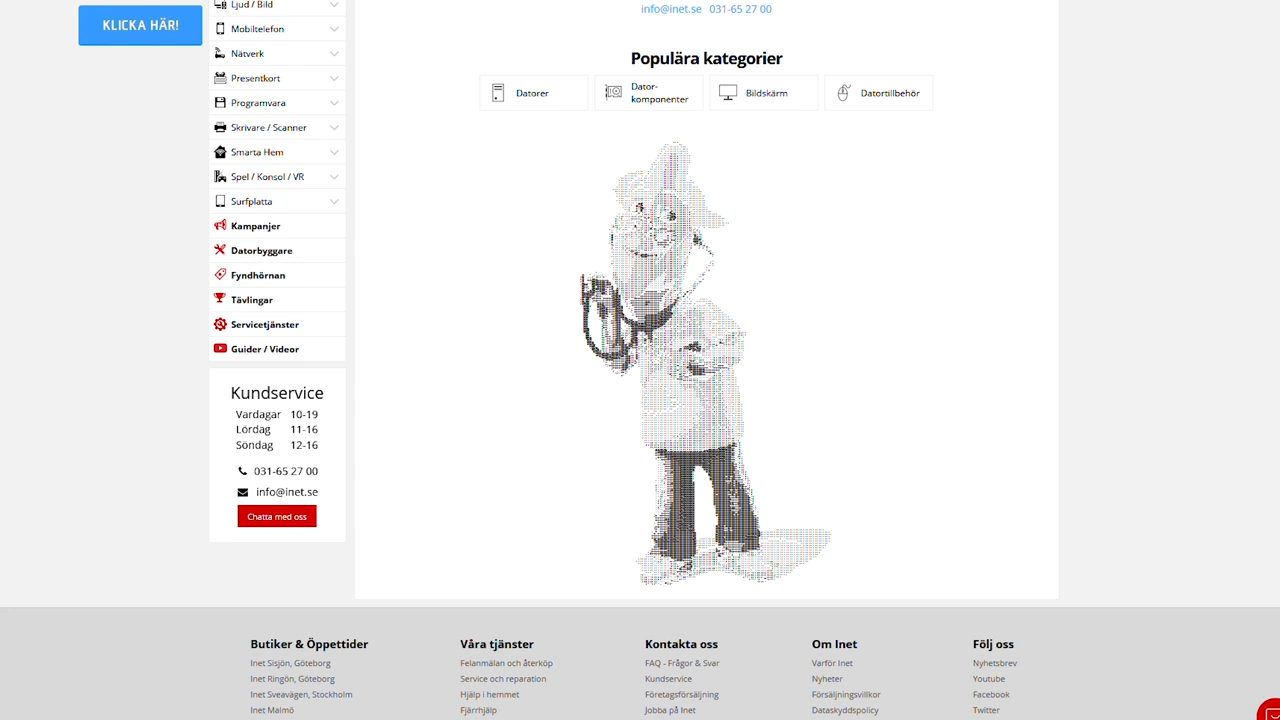 KLICKA HÄR!
Ljud / Bild
Mobiltelefon
Nätverk
Presentkort
Programvara
Skrivare / Scanner
Smarta Hem
Spel / Konsol / VR
Surfplatta
Kampanjer
Datorbyggare
Fyndhörnan
Tävlingar
Servicetjänster
Guider / Videor
Kundservice
Vardagar 10-19
Lördag 11-16
Söndag 12-16
031-65 27 00
info@inet.se
Chatta med oss
info@inet.se 031-65 27 00
Populära kategorier
Datorer
Dator-
komponenter
Bildskärm
Datortillbehör
Butiker & Öppettider
Inet Sisjön, Göteborg
Inet Ringön, Göteborg
Inet Sveavägen, Stockholm
Inet Malmö
Våra tjänster
Felanmälan och återköp
Service och reparation
Hjälp i hemmet
Fjärrhjälp
Kontakta oss
FAQ - Frågor & Svar
Kundservice
Företagsförsäljning
Jobba på Inet
Om Inet
Varför Inet
Nyheter
Försäljningsvillkor
Dataskyddspolicy
Följ oss
Nyhetsbrev
Youtube
Facebook
Twitter